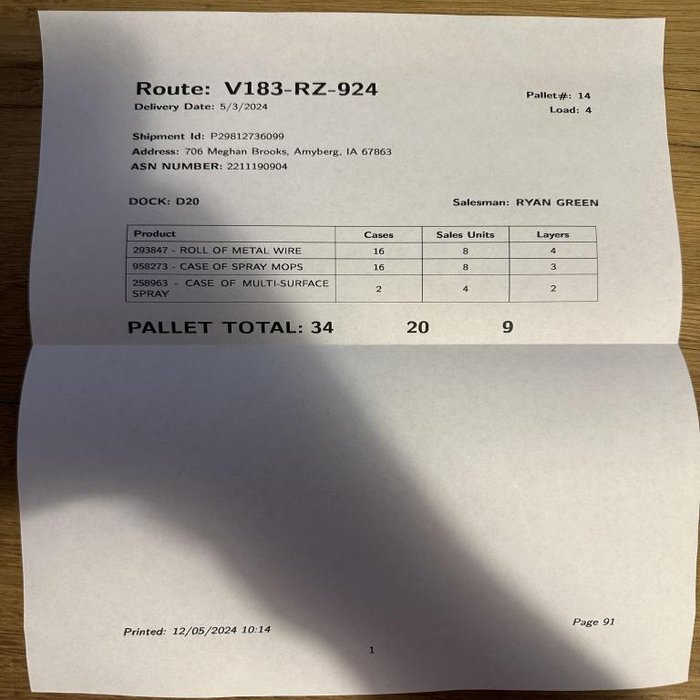 Route: V183-RZ-924
Delivery Date: 5/3/2024
Pallet#: 14
Load: 4
Shipment Id: P29812736099
Address: 706 Meghan Brooks, Amyberg, IA 67863
ASN NUMBER: 2211190904
DOCK: D20 Salesman: RYAN GREEN
Product Cases Sales Units Layers
293847 - ROLL OF METAL WIRE 16 8 4
958273 - CASE OF SPRAY MOPS 16 8 3
258963 - CASE OF MULTI-SURFACE
SPRAY 2 4 2
PALLET TOTAL: 34 20 9
Printed: 12/05/2024 10:14
Page 91
1